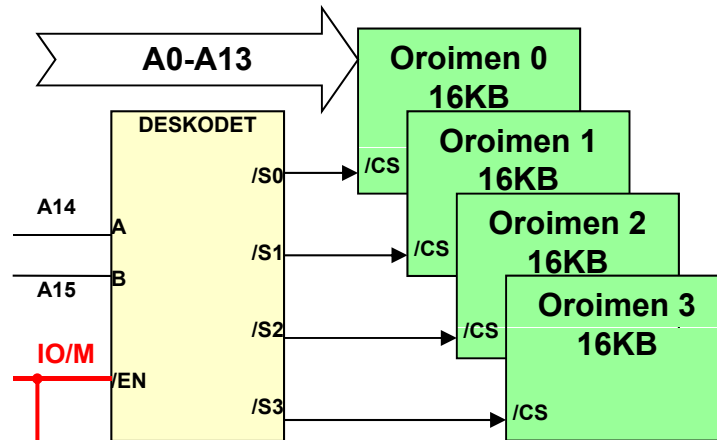 A0-A13
Oroimen 0
16KB
DESKODET
/S0
/CS
Oroimen 1
16KB
A14
A
/S1
/CS
Oroimen 2
16KB
A15
B
/S2
/CS
Oroimen 3
16KB
IO/M
/EN
/S3
/CS